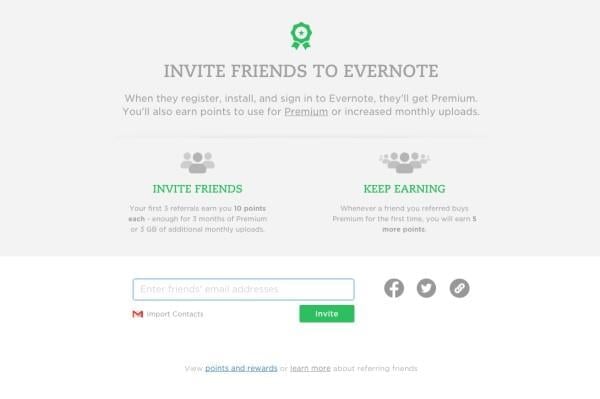 INVITE FRIENDS TO EVERNOTE
When they register, install, and sign in to Evernote, they'll get Premium.
You'll also earn points to use for Premium or increased monthly uploads.
INVITE FRIENDS
Your first 3 referrals earn you 10 points
each - enough for 3 months of Premium
or 3 GB of additional monthly uploads.
KEEP EARNING
Whenever a friend you referred buys
Premium for the first time, you will earn 5
more points.
Enter friends' email addresses
Import Contacts
Invite
View points and rewards or learn more about referring friends